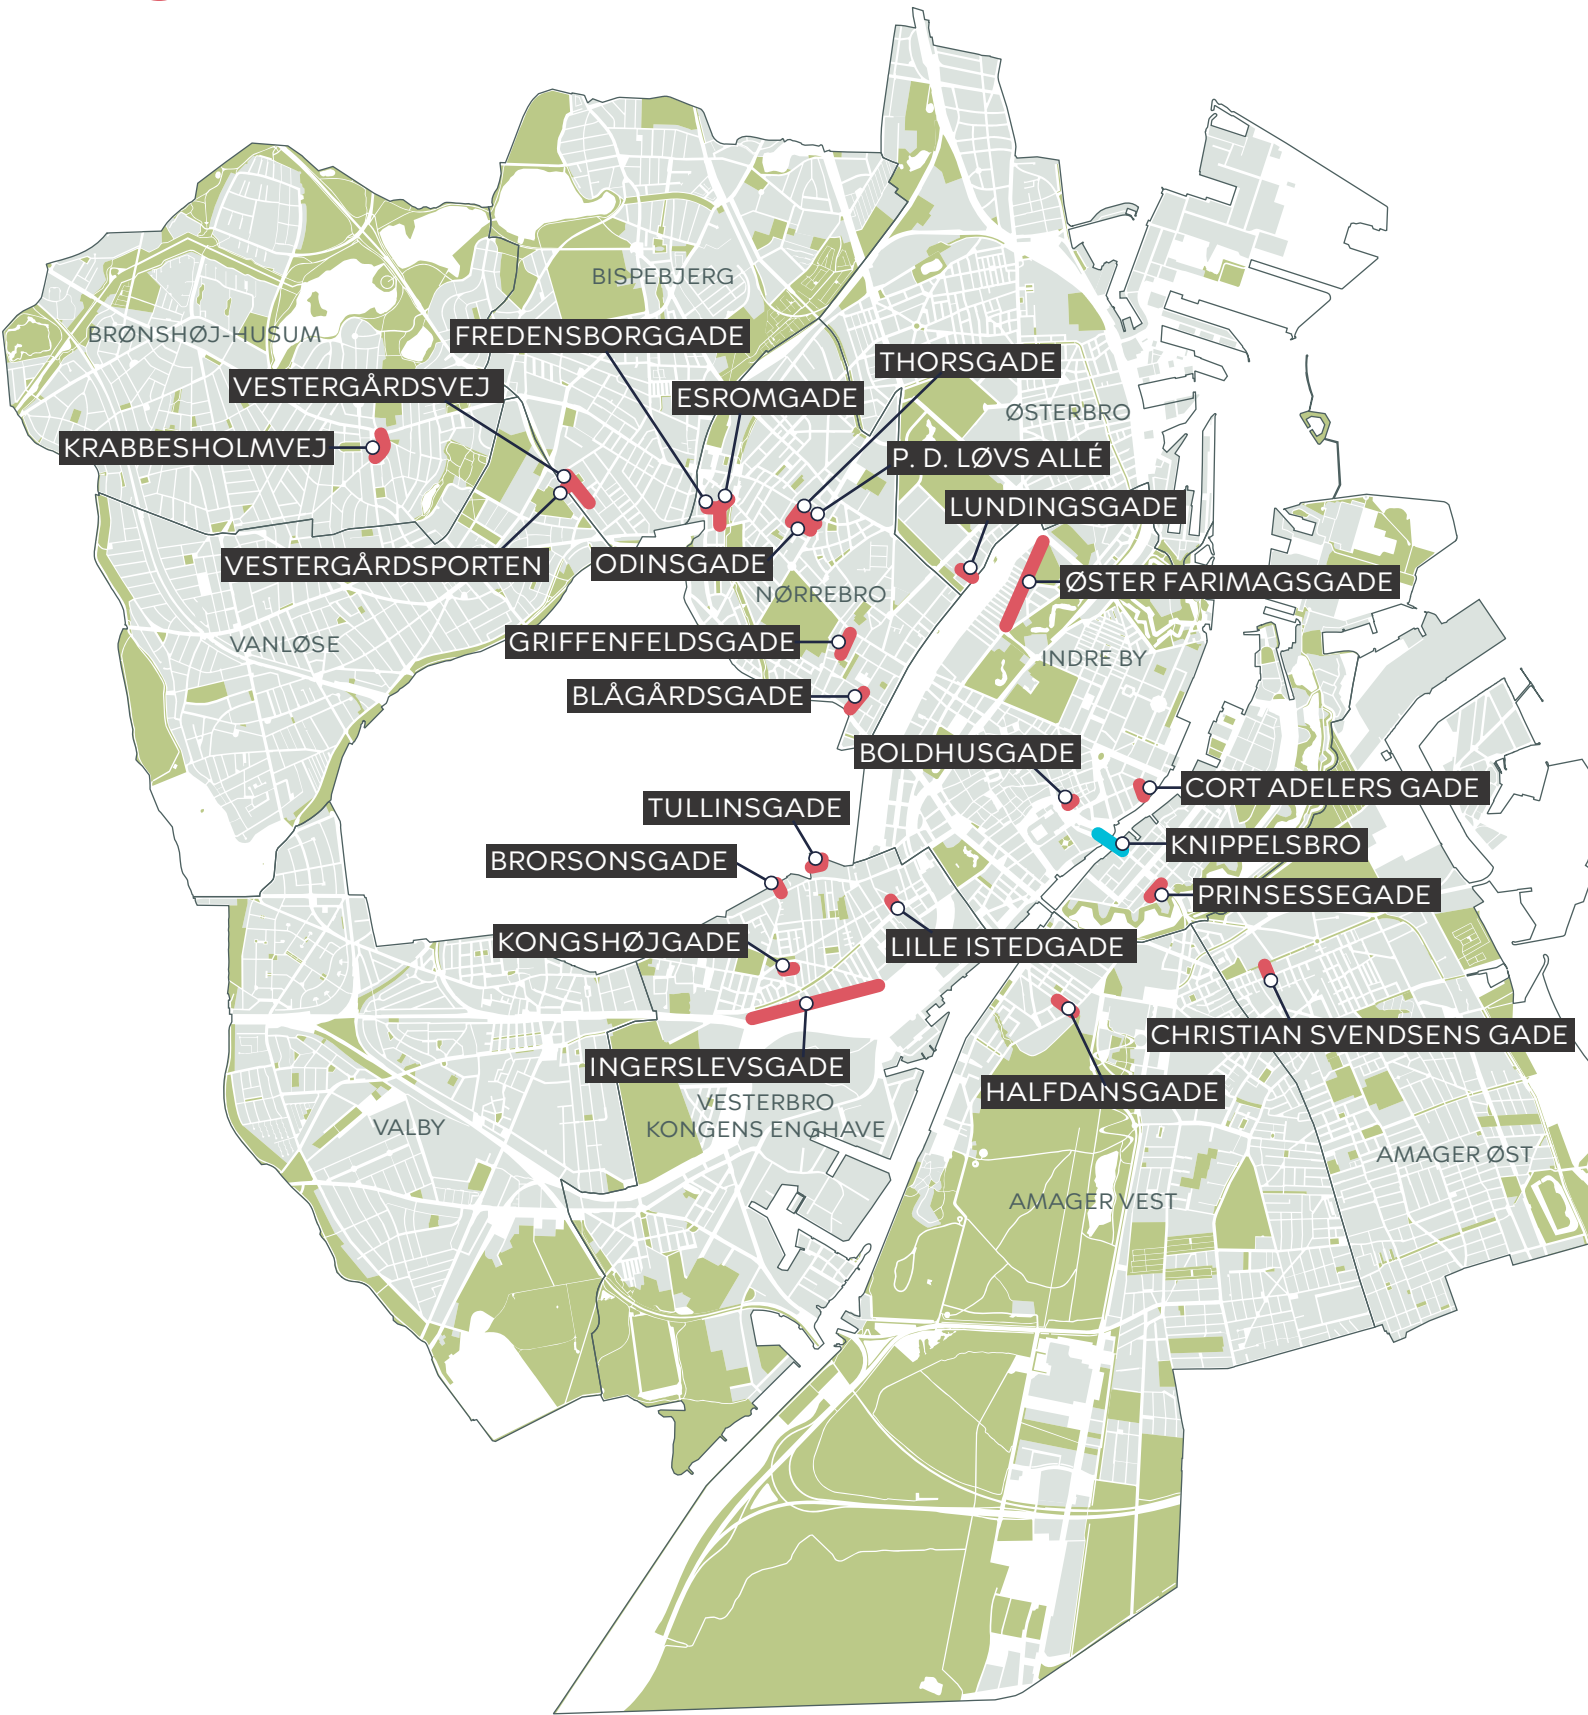 BISPEBJERG
BRØNSHØJ-HUSUM
FREDENSBORGGADE
THORSGADE
VESTERGÅRDSVEJ
ESROMGADE
ØSTERBRO
KRABBESHOLMVEJ
P. D. LØVS ALLÉ
LUNDINGSGADE
VESTERGÅRDSPORTEN
ODINSGADE
ØSTER FARIMAGSGADE
NØRREBRO
VANLØSE
GRIFFENFELDSGADE
INDRE BY
BLÅGÅRDSGADE
BOLDHUSGADE
CORT ADELERS GADE
TULLINSGADE
KNIPPELSBRO
BRORSONSGADE
PRINSESSEGADE
KONGSHØJGADE
LILLE ISTEDGADE
CHRISTIAN SVENDSENS GADE
INGERSLEVSGADE
HALFDANSGADE
VESTERBRO
KONGENS ENGHAVE
VALBY
AMAGER ØST
AMAGER VEST